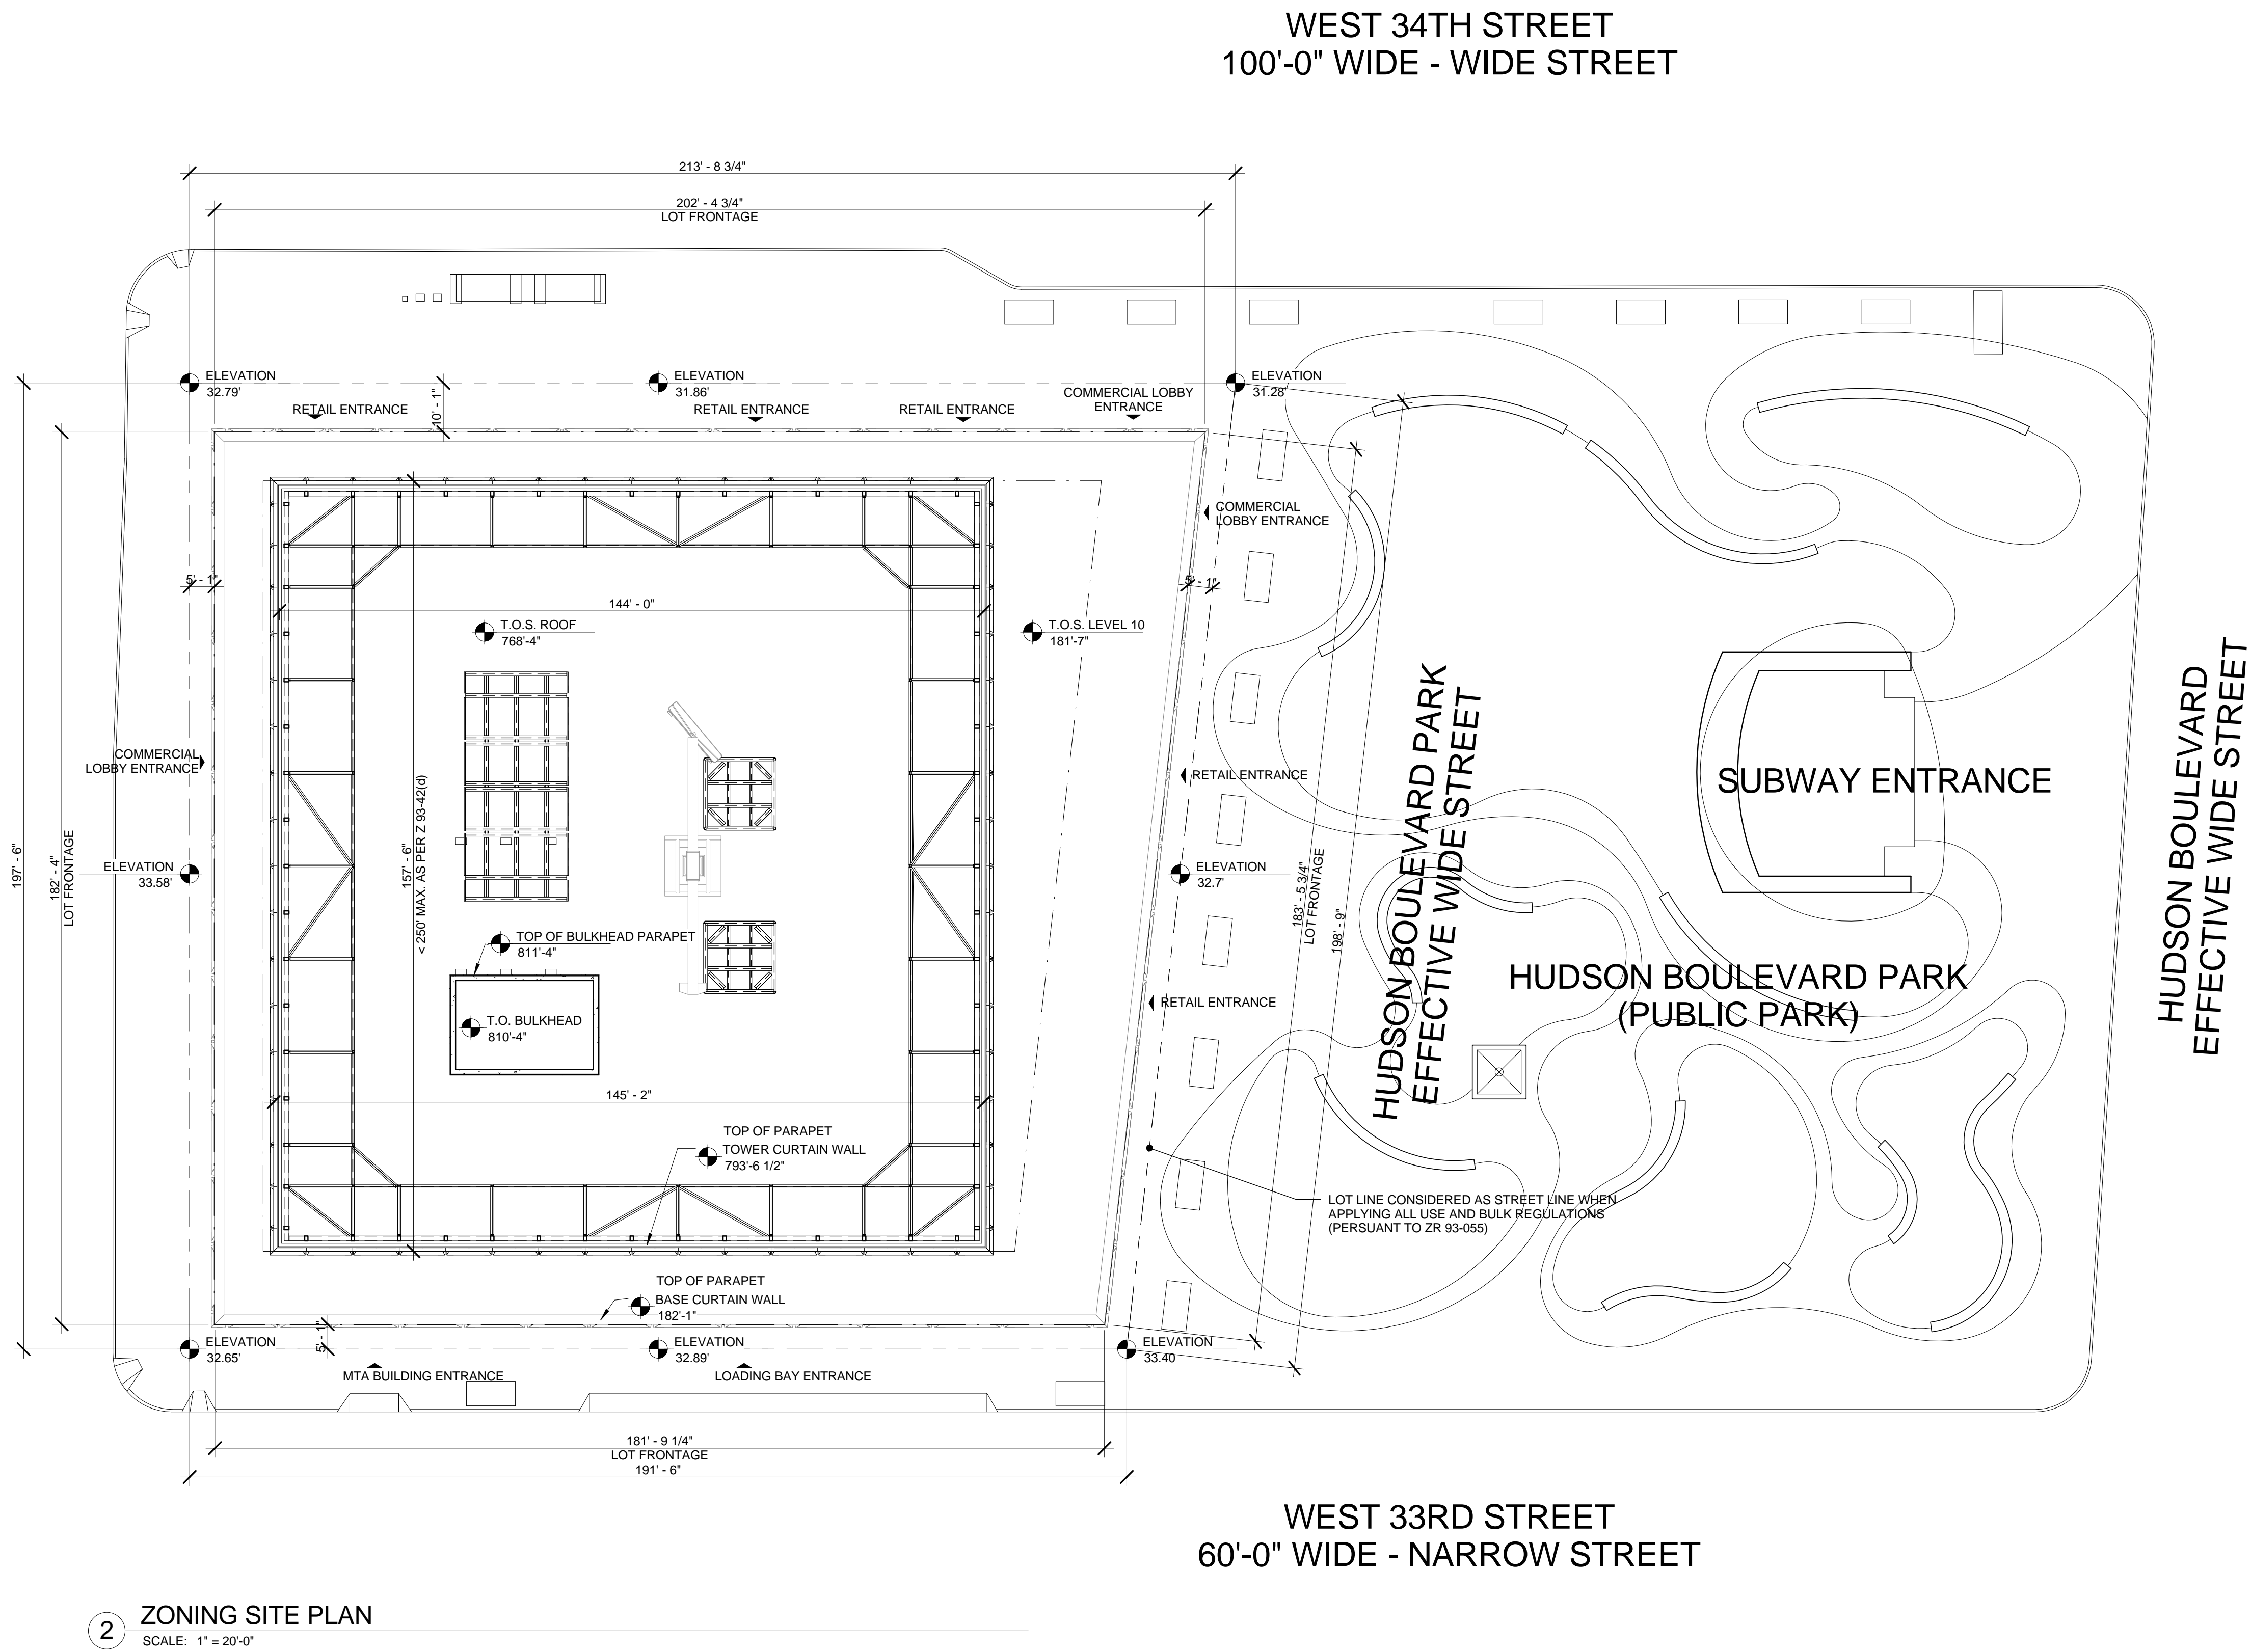 WEST 34TH STREET
100'-0" WIDE - WIDE STREET
213' - 8 3/4"
202' - 4 3/4"
LOT FRONTAGE
ELEVATION
32.79'
ELEVATION
31.86'
ELEVATION
31.28'
10' - 1"
RETAIL ENTRANCE
RETAIL ENTRANCE
RETAIL ENTRANCE
COMMERCIAL LOBBY
ENTRANCE
COMMERCIAL
LOBBY ENTRANCE
5' - 1"
5' - 1"
144' - 0"
T.O.S. ROOF
768'-4"
T.O.S. LEVEL 10
181'-7"
COMMERCIAL
LOBBY ENTRANCE
RETAIL ENTRANCE
SUBWAY ENTRANCE
HUDSON BOULEVARD PARK
EFFECTIVE WIDE STREET
HUDSON BOULEVARD
EFFECTIVE WIDE STREET
197' - 6"
182' - 4"
LOT FRONTAGE
ELEVATION
33.58'
157' - 6"
< 250' MAX. AS PER Z 93-42(d)
ELEVATION
32.7'
183' - 5 3/4"
LOT FRONTAGE
198' - 9"
TOP OF BULKHEAD PARAPET
811'-4"
HUDSON BOULEVARD PARK
(PUBLIC PARK)
RETAIL ENTRANCE
T.O. BULKHEAD
810'-4"
145' - 2"
TOP OF PARAPET
TOWER CURTAIN WALL
793'-6 1/2"
LOT LINE CONSIDERED AS STREET LINE WHEN
APPLYING ALL USE AND BULK REGULATIONS
(PERSUANT TO ZR 93-055)
TOP OF PARAPET
BASE CURTAIN WALL
182'-1"
5' - 1"
ELEVATION
32.65'
ELEVATION
32.89'
ELEVATION
33.40
MTA BUILDING ENTRANCE
LOADING BAY ENTRANCE
181' - 9 1/4"
LOT FRONTAGE
191' - 6"
WEST 33RD STREET
60'-0" WIDE - NARROW STREET
2
ZONING SITE PLAN
SCALE: 1" = 20'-0"